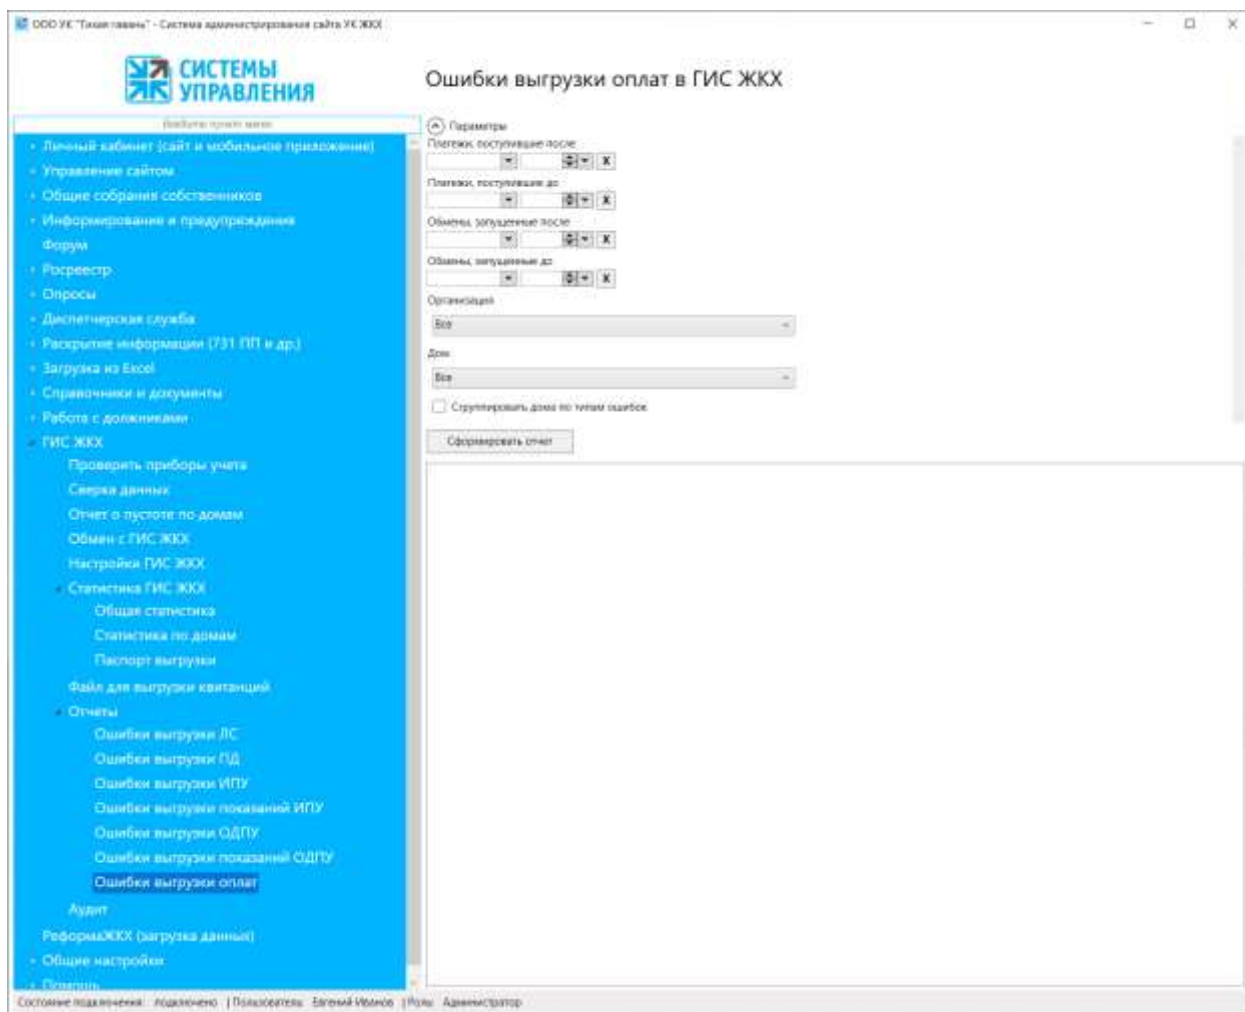 ООО УК "Тихая гавань" - Система администрирования сайта УК ЖКХ
СИСТЕМЫ
УПРАВЛЕНИЯ
пункт меню
Личный кабинет (сайт и мобильное приложение)
Управление сайтом
Общие собрания собственников
Информирование и предупреждения
Форум
Росреестр
Опросы
Диспетчерская служба
Раскрытие информации (731 ПП и др.)
Загрузка из Excel
Справочники и документы
Работа с должниками
ГИС ЖКХ
Проверить приборы учета
Сверка данных
Отчет о пустоте по домам
Обмен с ГИС ЖКХ
Настройки ГИС ЖКХ
Статистика ГИС ЖКХ
Общая статистика
Статистика по домам
Паспорт выгрузки
Файл для выгрузки квитанций
Отчеты
Ошибки выгрузки ЛС
Ошибки выгрузки ПД
Ошибки выгрузки ИПУ
Ошибки выгрузки показаний ИПУ
Ошибки выгрузки ОДПУ
Ошибки выгрузки показаний ОДПУ
Ошибки выгрузки оплат
Аудит
РеформаЖКХ (загрузка данных)
Общие настройки
Помощь
Ошибки выгрузки оплат в ГИС ЖКХ
Параметры
Платежи, поступившие после
X
Платежи, поступившие до
X
Обмены, запущенные после
X
Обмены, запущенные до
X
Организация
Все
Дом
Все
Сгруппировать дома по типам ошибок
Сформировать отчет
Состояние подключения: подключено | Пользователь: Евгений Иванов | Роль: Администратор